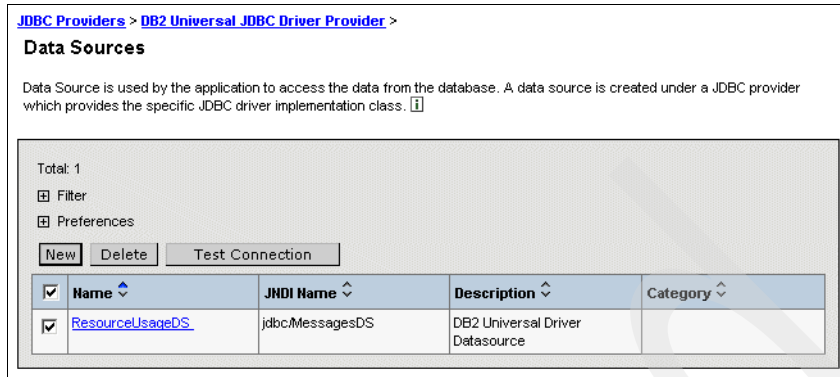 JDBC Providers > DB2 Universal JDBC Driver Provider >
Data Sources
Data Source is used by the application to access the data from the database. A data source is created under a JDBC provider
which provides the specific JDBC driver implementation class. i
Total: 1
Filter
Preferences
New Delete Test Connection
Name JNDI Name Description Category
ResourceUsageDS jdbc/MessagesDS DB2 Universal Driver
Datasource